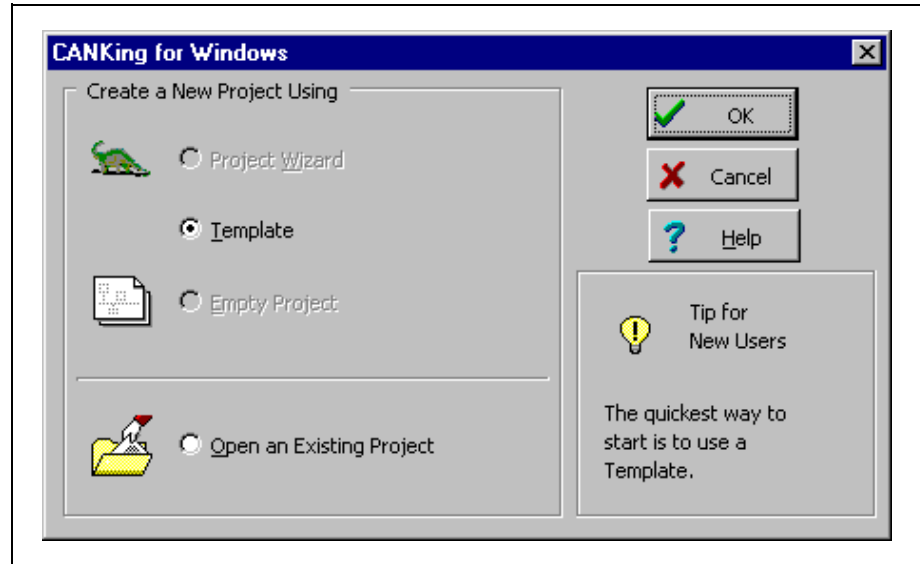 CANKing for Windows
Create a New Project Using
Project Wizard
Template
Empty Project
Open an Existing Project
OK
Cancel
Help
Tip for
New Users
The quickest way to
start is to use a
Template.